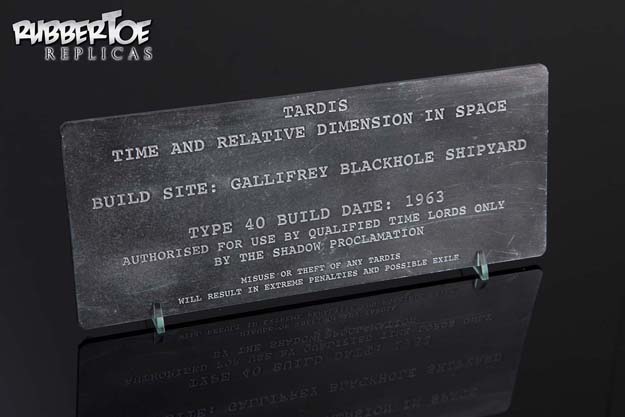 RUBBERTOE
REPLICAS
TARDIS
TIME AND RELATIVE DIMENSION IN SPACE
BUILD SITE: GALLIFREY BLACKHOLE SHIPYARD
TYPE 40 BUILD DATE: 1963
AUTHORISED FOR USE BY QUALIFIED TIME LORDS ONLY
BY THE SHADOW PROCLAMATION
MISUSE OR THEFT OF ANY TARDIS
WILL RESULT IN EXTREME PENALTIES AND POSSIBLE EXILE